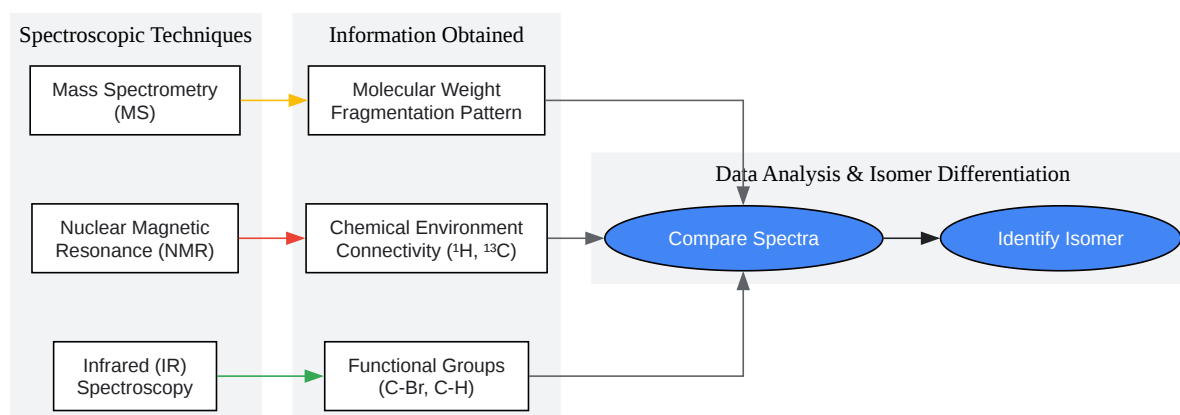 Spectroscopic Techniques
Information Obtained
Mass Spectrometry
(MS)
Molecular Weight
Fragmentation Pattern
Data Analysis & Isomer Differentiation
Nuclear Magnetic
Resonance (NMR)
Chemical Environment
Connectivity (¹H, ¹³C)
Compare Spectra
Identify Isomer
Infrared (IR)
Spectroscopy
Functional Groups
(C-Br, C-H)